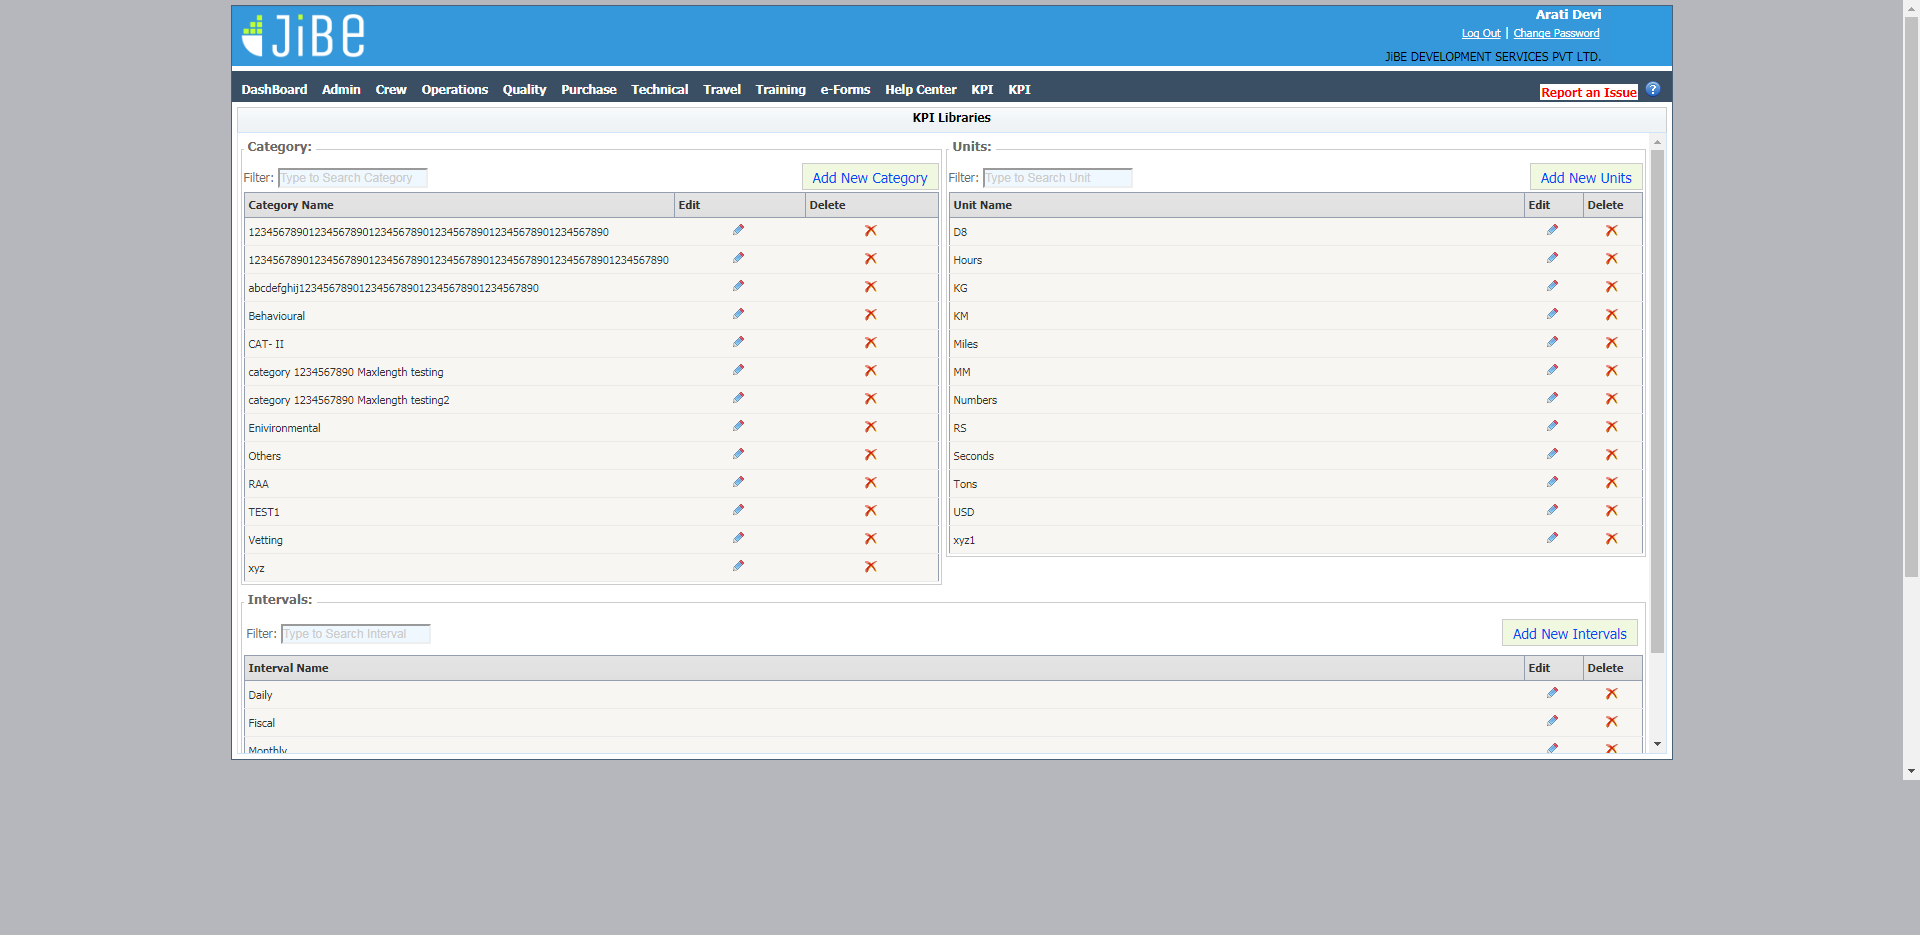 JiBE
Arati Devi
Log Out | Change Password
JiBE DEVELOPMENT SERVICES PVT LTD.
DashBoard Admin Crew Operations Quality Purchase Technical Travel Training e-Forms Help Center KPI KPI
Report an Issue ?
KPI Libraries
Category:
Filter: Type to Search Category Add New Category
Category Name Edit Delete
123456789012345678901234567890123456789012345678901234567890
1234567890123456789012345678901234567890123456789012345678901234567890
abcdefghij1234567890123456789012345678901234567890
Behavioural
CAT- II
category 1234567890 Maxlength testing
category 1234567890 Maxlength testing2
Enivironmental
Others
RAA
TEST1
Vetting
xyz
Units:
Filter: Type to Search Unit Add New Units
Unit Name Edit Delete
D8
Hours
KG
KM
Miles
MM
Numbers
RS
Seconds
Tons
USD
xyz1
Intervals:
Filter: Type to Search Interval Add New Intervals
Interval Name Edit Delete
Daily
Fiscal
Monthly